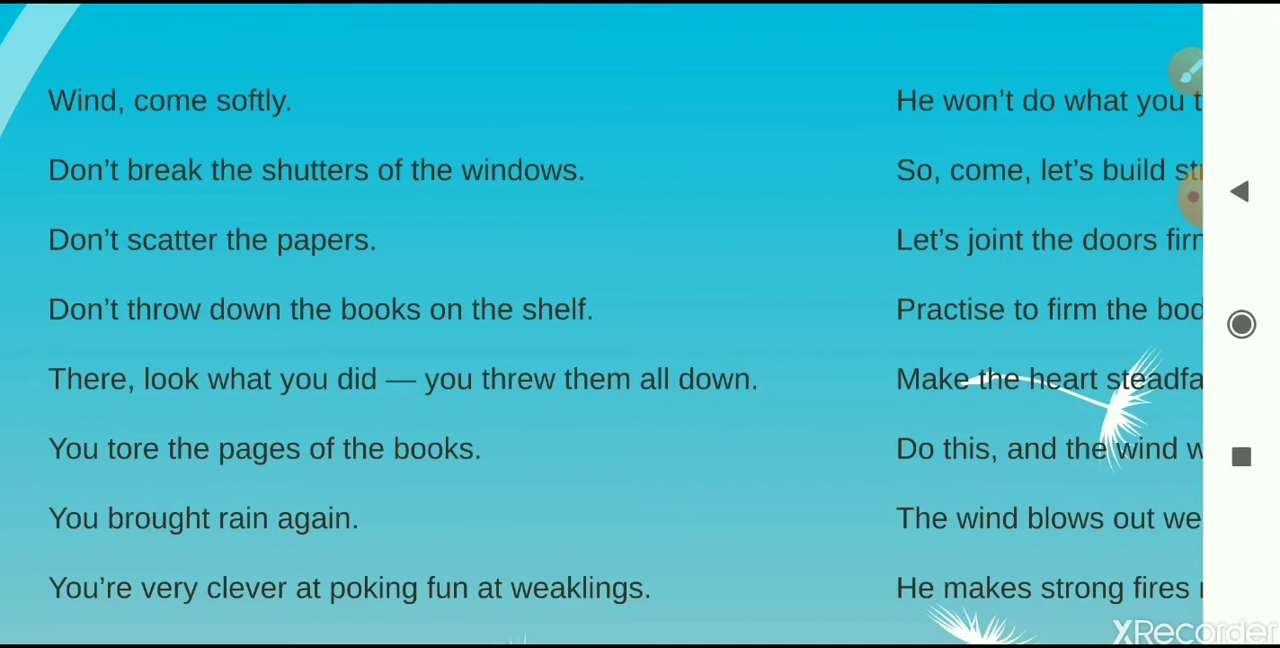 Wind, come softly.
Don’t break the shutters of the windows.
Don’t scatter the papers.
Don’t throw down the books on the shelf.
There, look what you did — you threw them all down.
You tore the pages of the books.
You brought rain again.
You’re very clever at poking fun at weaklings.
He won’t do what you
So, come, let’s build
Let’s joint the doors
Practise to firm the
Make the heart
Do this, and the wind
The wind blows out
He makes strong fires
XRecorder